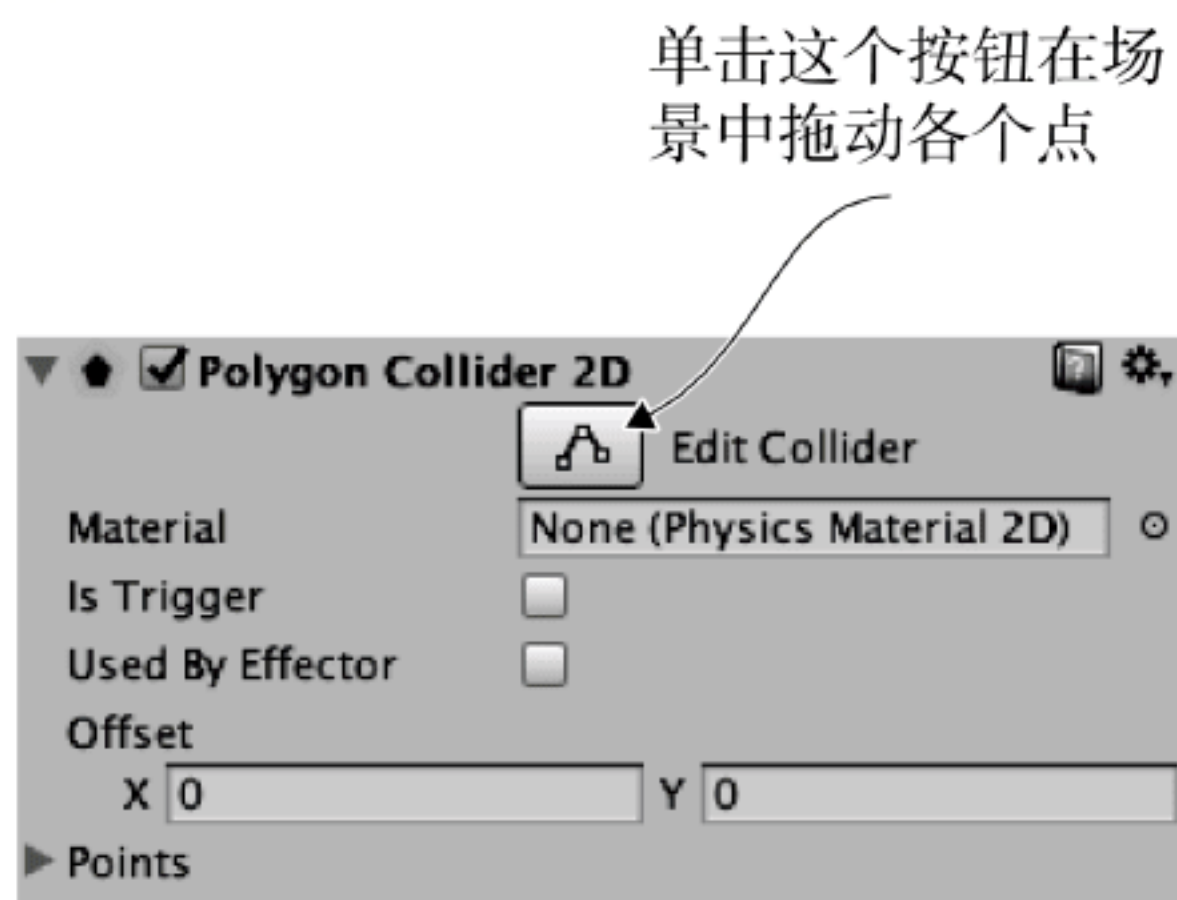 单击这个按钮在场
景中拖动各个点
Polygon Collider 2D
Edit Collider
Material None (Physics Material 2D)
Is Trigger
Used By Effector
Offset
X 0 Y 0
Points